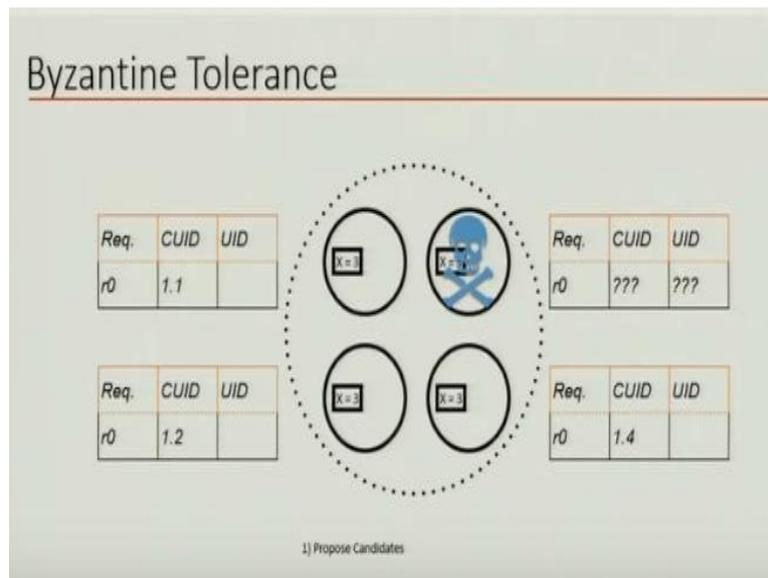 Byzantine Tolerance
Req. CUID UID
r0 1.1
Req. CUID UID
r0 ??? ???
X = 3
X =
Req. CUID UID
r0 1.2
Req. CUID UID
r0 1.4
X = 3
X = 3
1) Propose Candidates